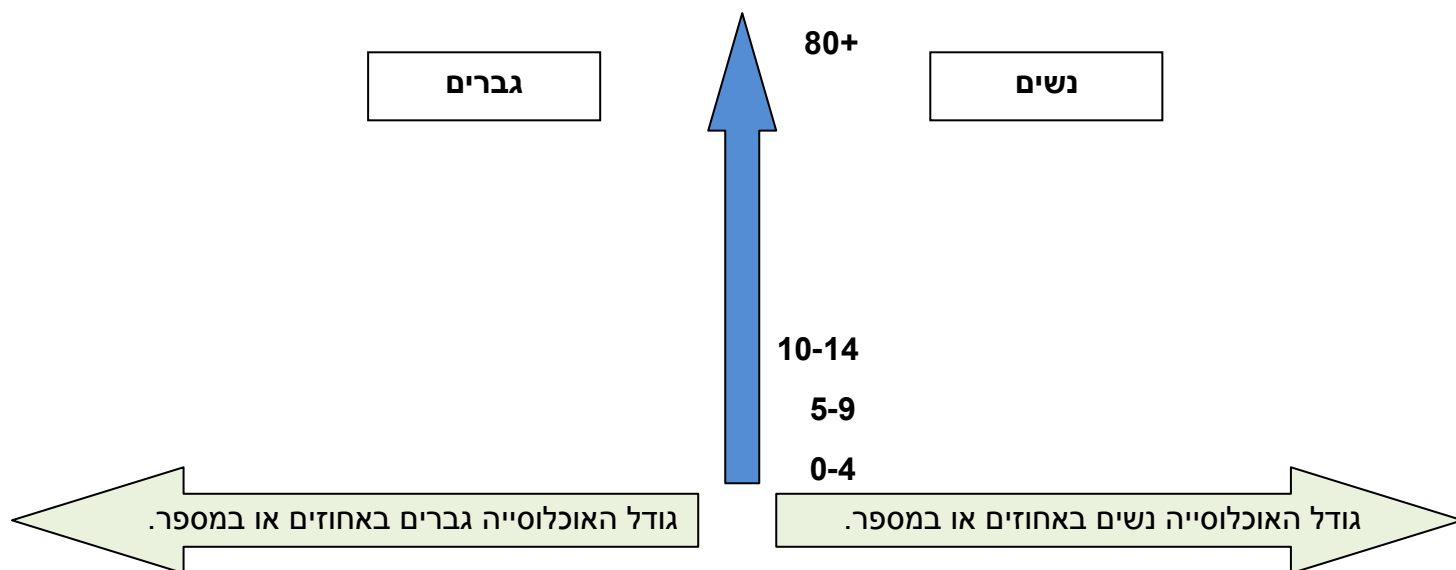 80+
נשים
גברים
10-14
5-9
0-4
גודל האוכלוסייה נשים באחוזים או במספר.
גודל האוכלוסייה גברים באחוזים או במספר.